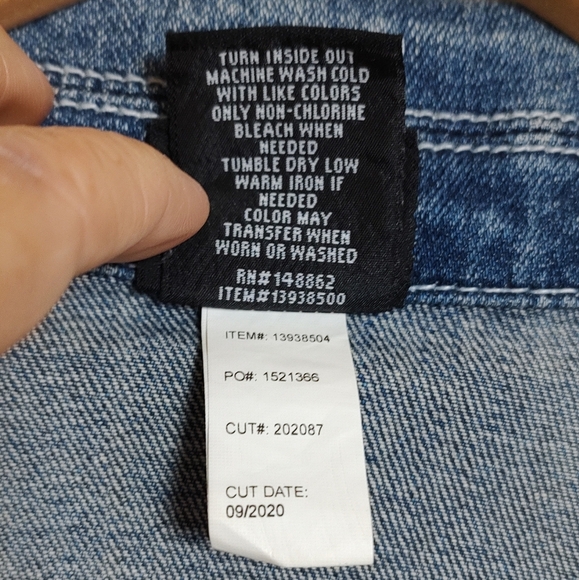 TURN INSIDE OUT
MACHINE WASH COLD
WITH LIKE COLORS
ONLY NON-CHLORINE
BLEACH WHEN
NEEDED
TUMBLE DRY LOW
WARM IRON IF
NEEDED
COLOR MAY
TRANSFER WHEN
WORN OR WASHED
RN#148862
ITEM#13938500
ITEM#: 13938504
PO#: 1521366
CUT#: 202087
CUT DATE:
09/2020